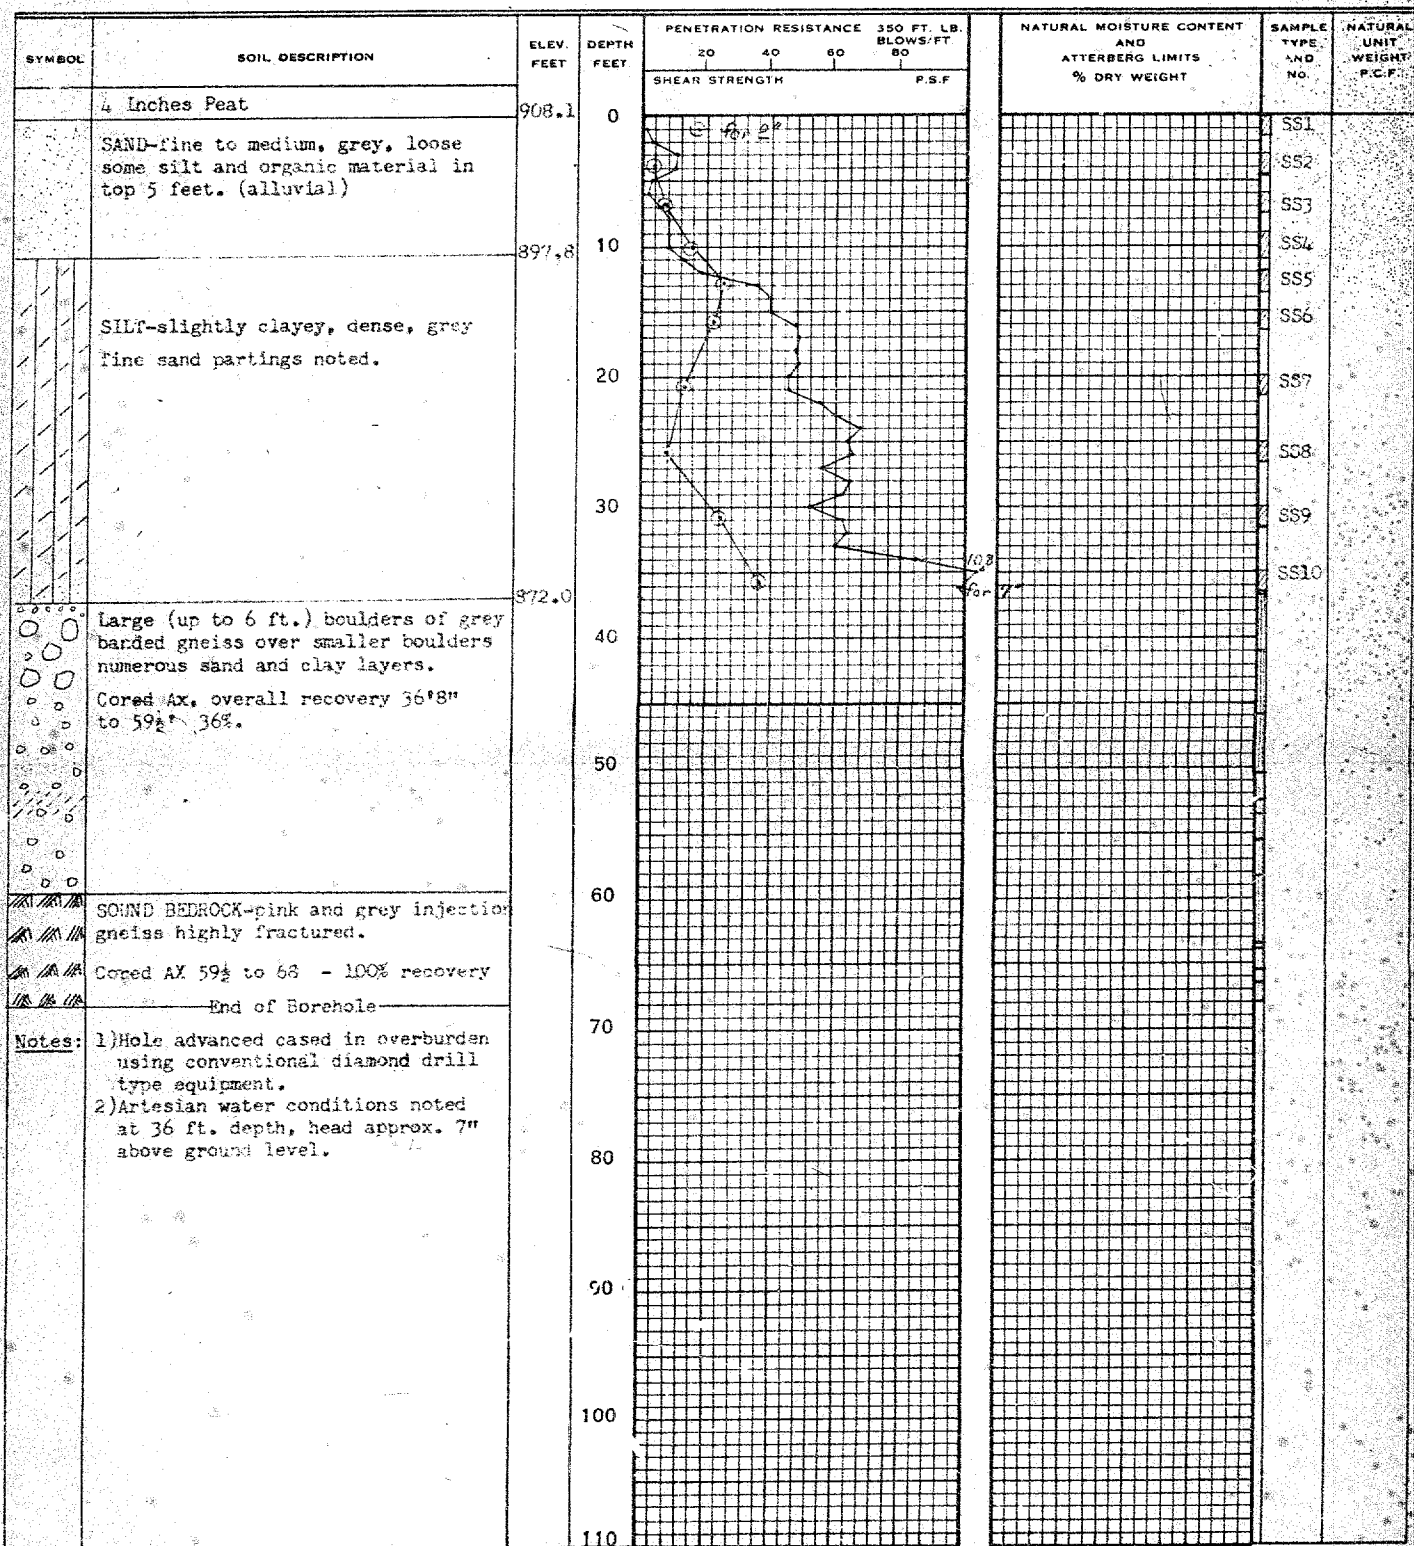 SYMBOL
SOIL DESCRIPTION
ELEV. FEET
DEPTH FEET
PENETRATION RESISTANCE 350 FT. LB.
BLOWS/FT.
20 40 60 80
SHEAR STRENGTH P.S.F
NATURAL MOISTURE CONTENT
AND
ATTERBERG LIMITS
% DRY WEIGHT
SAMPLE
TYPE
AND
NO.
NATURAL
UNIT
WEIGHT
P.C.F.
4 Inches Peat
908.1
0
for 2"
SS1
SAND-fine to medium, grey, loose
some silt and organic material in
top 5 feet. (alluvial)
SS2
SS3
897.8
10
SS4
SS5
SILT-slightly clayey, dense, grey
fine sand partings noted.
SS6
20
SS7
SS8
30
SS9
108
for 7"
SS10
872.0
Large (up to 6 ft.) boulders of grey
banded gneiss over smaller boulders
numerous sand and clay layers.
40
Cored Ax. overall recovery 36'8"
to 59½' 36%.
50
60
SOUND BEDROCK-pink and grey injection
gneiss highly fractured.
Cored AX 59½ to 68 - 100% recovery
End of Borehole
70
Notes: 1)Hole advanced cased in overburden
using conventional diamond drill
type equipment.
2)Artesian water conditions noted
at 36 ft. depth, head approx. 7"
above ground level.
80
90
100
110